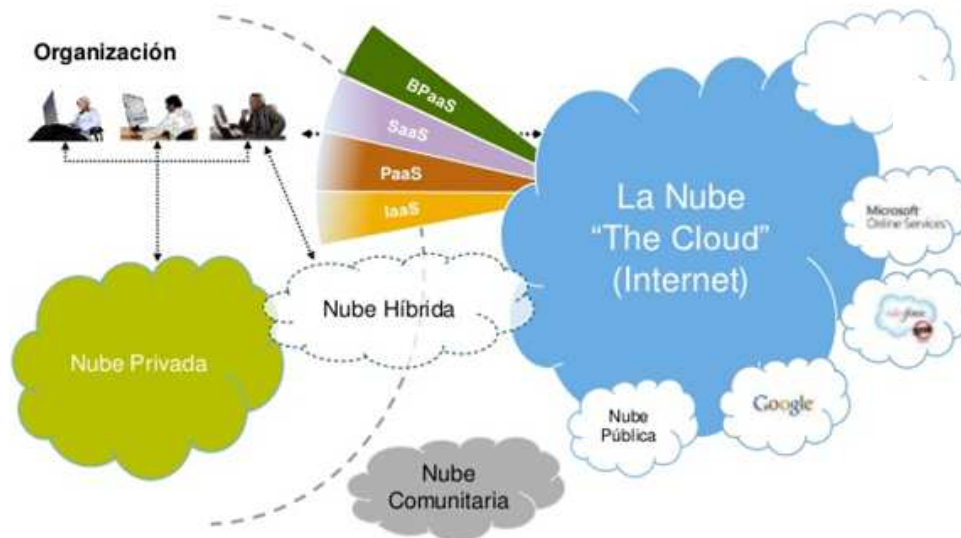 Organización
BPaaS
SaaS
PaaS
IaaS
La Nube
“The Cloud”
(Internet)
Microsoft
Online Services
Nube Híbrida
Nube Privada
Google
Nube
Pública
Nube
Comunitaria